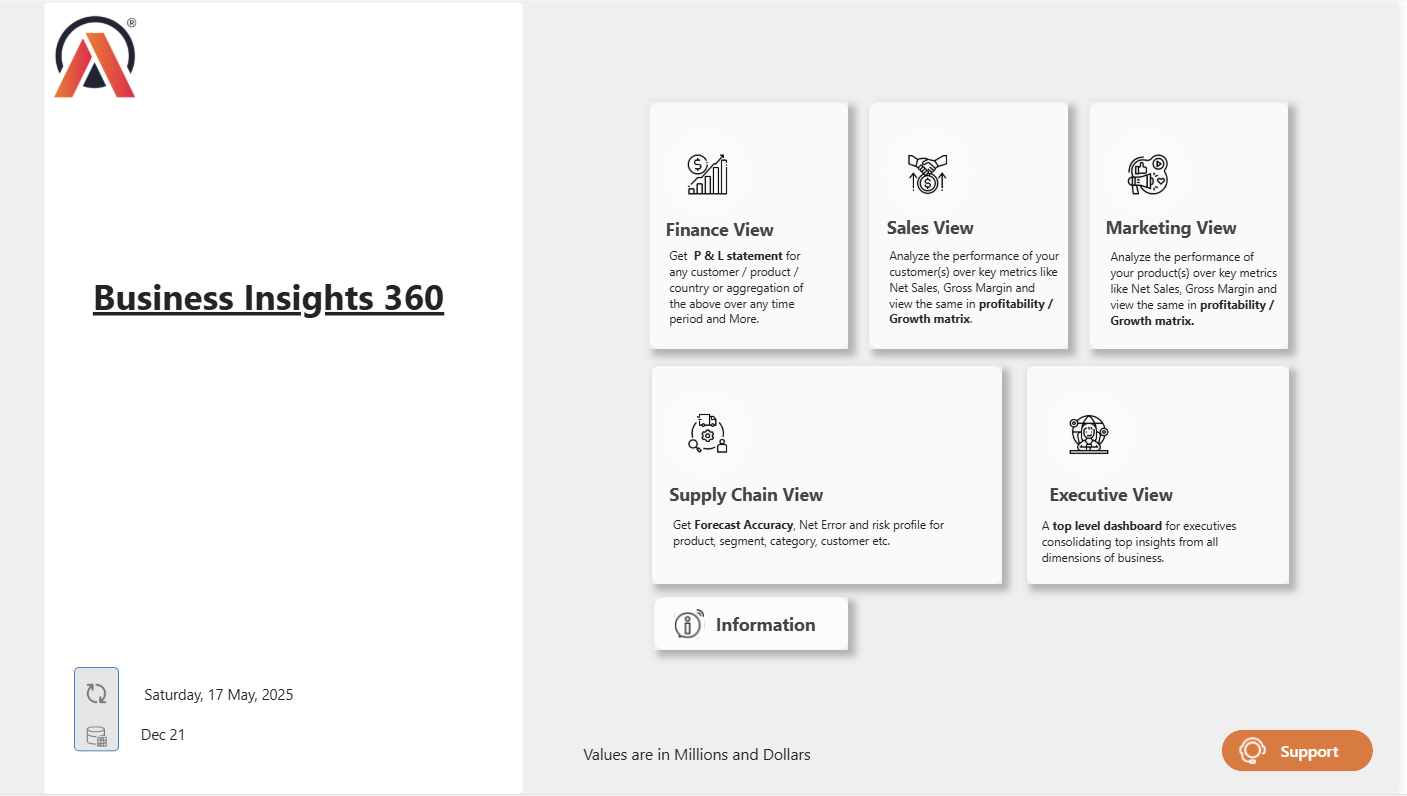 ®
Business Insights 360
Saturday, 17 May, 2025
Dec 21
Finance View
Get P & L statement for
any customer / product /
country or aggregation of
the above over any time
period and More.
Sales View
Analyze the performance of your
customer(s) over key metrics like
Net Sales, Gross Margin and
view the same in profitability /
Growth matrix.
Marketing View
Analyze the performance of
your product(s) over key metrics
like Net Sales, Gross Margin and
view the same in profitability /
Growth matrix.
Supply Chain View
Get Forecast Accuracy, Net Error and risk profile for
product, segment, category, customer etc.
Executive View
A top level dashboard for executives
consolidating top insights from all
dimensions of business.
Information
Values are in Millions and Dollars
Support